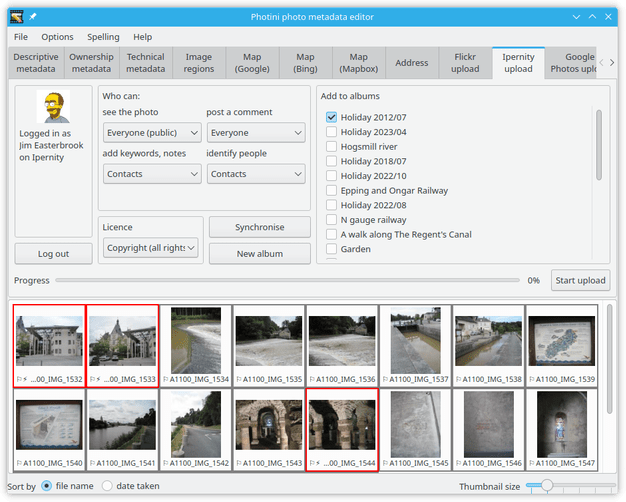 Photini photo metadata editor
File Options Spelling Help
Descriptive metadata
Ownership metadata
Technical metadata
Image regions
Map (Google)
Map (Bing)
Map (Mapbox)
Address
Flickr upload
Ipernity upload
Google Photos uplo
Logged in as
Jim Easterbrook
on Ipernity
Log out
Who can:
see the photo
post a comment
Everyone (public)
Everyone
add keywords, notes
identify people
Contacts
Contacts
Licence
Copyright (all rights
Synchronise
New album
Add to albums
Holiday 2012/07
Holiday 2023/04
Hogsmill river
Holiday 2018/07
Holiday 2022/10
Epping and Ongar Railway
Holiday 2022/08
N gauge railway
A walk along The Regent's Canal
Garden
Progress
0%
Start upload
...00_IMG_1532
...00_IMG_1533
A1100_IMG_1534
A1100_IMG_1535
A1100_IMG_1536
A1100_IMG_1537
A1100_IMG_1538
A1100_IMG_1539
A1100_IMG_1540
A1100_IMG_1541
A1100_IMG_1542
A1100_IMG_1543
...00_IMG_1544
A1100_IMG_1545
A1100_IMG_1546
A1100_IMG_1547
Sort by file name date taken
Thumbnail size